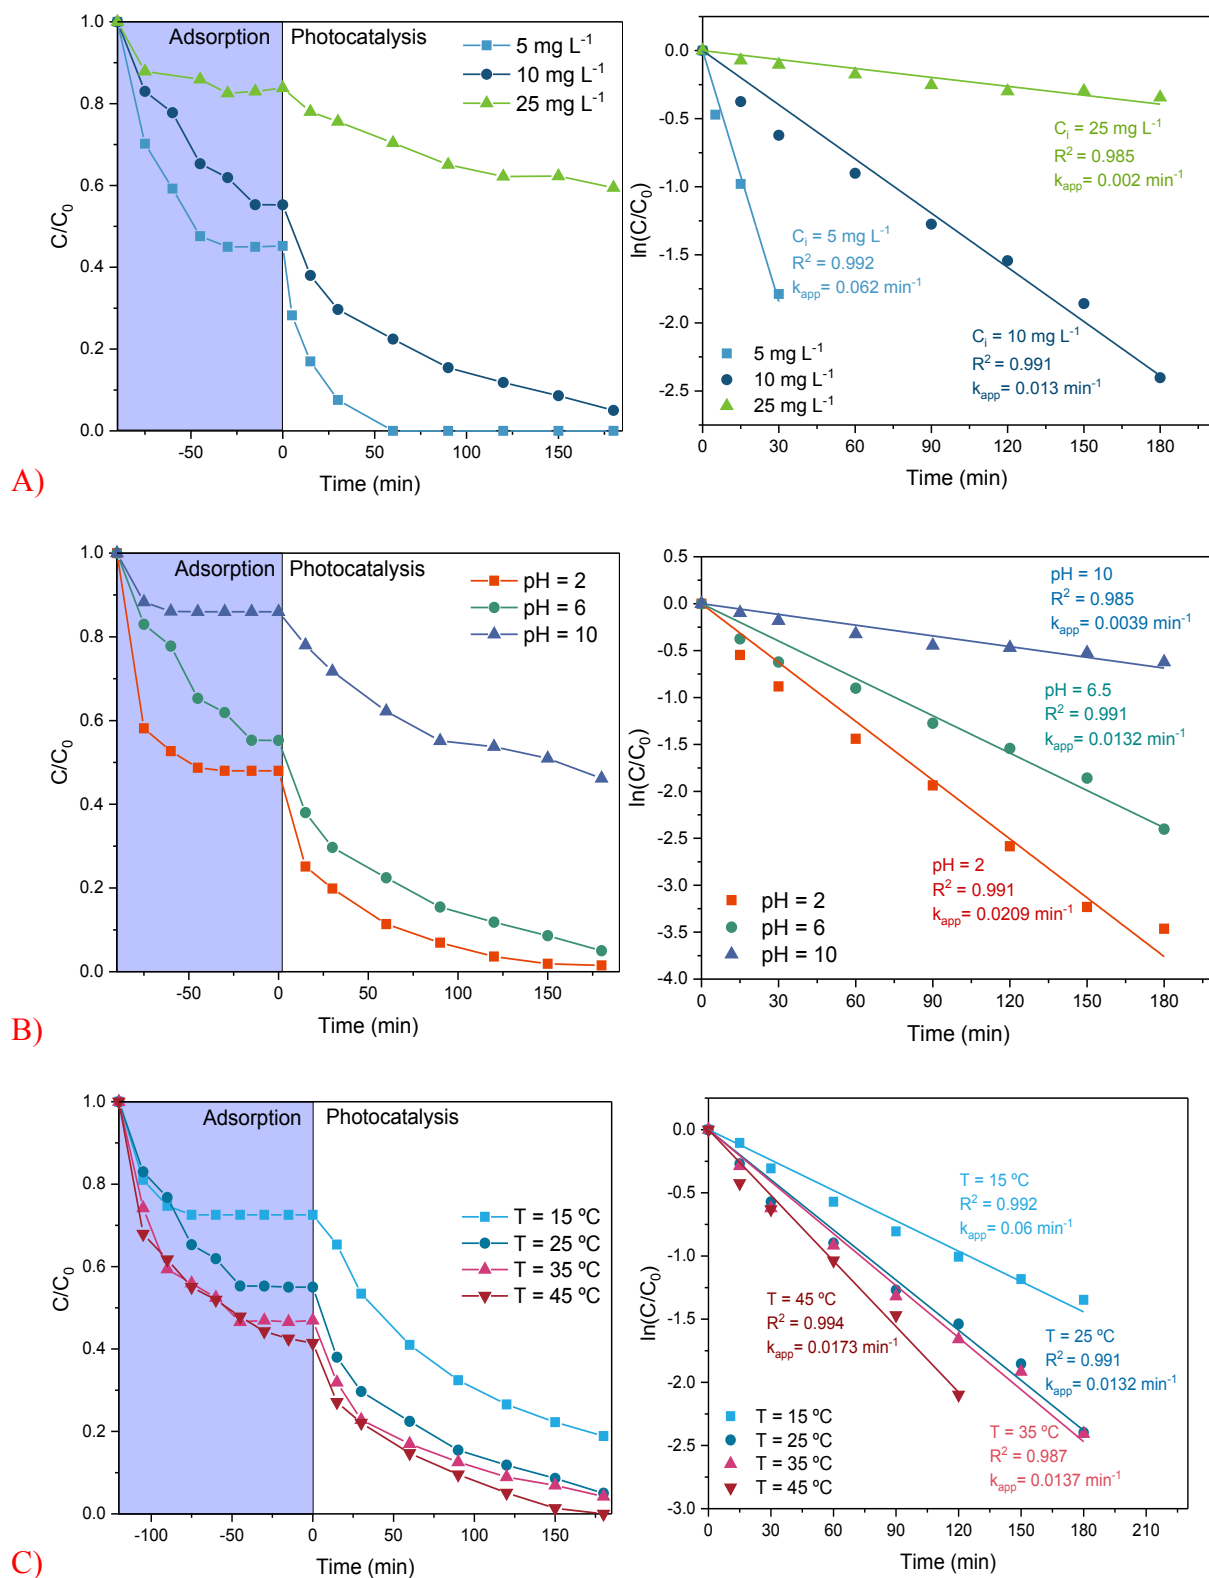 Adsorption Photocatalysis
5 mg L⁻¹
10 mg L⁻¹
25 mg L⁻¹
1.0
0.8
0.6
0.4
0.2
0.0
C/C₀
-50 0 50 100 150
Time (min)
0.0
-0.5
-1.0
-1.5
-2.0
-2.5
ln(C/C₀)
Cᵢ = 25 mg L⁻¹
R² = 0.985
kₐₚₚ= 0.002 min⁻¹
Cᵢ = 5 mg L⁻¹
R² = 0.992
kₐₚₚ= 0.062 min⁻¹
Cᵢ = 10 mg L⁻¹
R² = 0.991
kₐₚₚ= 0.013 min⁻¹
5 mg L⁻¹
10 mg L⁻¹
25 mg L⁻¹
0 30 60 90 120 150 180
Time (min)
A)
Adsorption Photocatalysis
pH = 2
pH = 6
pH = 10
1.0
0.8
0.6
0.4
0.2
0.0
C/C₀
-50 0 50 100 150
Time (min)
0.5
0.0
-0.5
-1.0
-1.5
-2.0
-2.5
-3.0
-3.5
-4.0
ln(C/C₀)
pH = 10
R² = 0.985
kₐₚₚ= 0.0039 min⁻¹
pH = 6.5
R² = 0.991
kₐₚₚ= 0.0132 min⁻¹
pH = 2
R² = 0.991
kₐₚₚ= 0.0209 min⁻¹
pH = 2
pH = 6
pH = 10
0 30 60 90 120 150 180
Time (min)
B)
Adsorption Photocatalysis
T = 15 ºC
T = 25 ºC
T = 35 ºC
T = 45 ºC
1.0
0.8
0.6
0.4
0.2
0.0
C/C₀
-100 -50 0 50 100 150
Time (min)
0.0
-0.5
-1.0
-1.5
-2.0
-2.5
-3.0
ln(C/C₀)
T = 15 ºC
R² = 0.992
kₐₚₚ= 0.06 min⁻¹
T = 45 ºC
R² = 0.994
kₐₚₚ= 0.0173 min⁻¹
T = 25 ºC
R² = 0.991
kₐₚₚ= 0.0132 min⁻¹
T = 35 ºC
R² = 0.987
kₐₚₚ= 0.0137 min⁻¹
T = 15 ºC
T = 25 ºC
T = 35 ºC
T = 45 ºC
0 30 60 90 120 150 180 210
Time (min)
C)